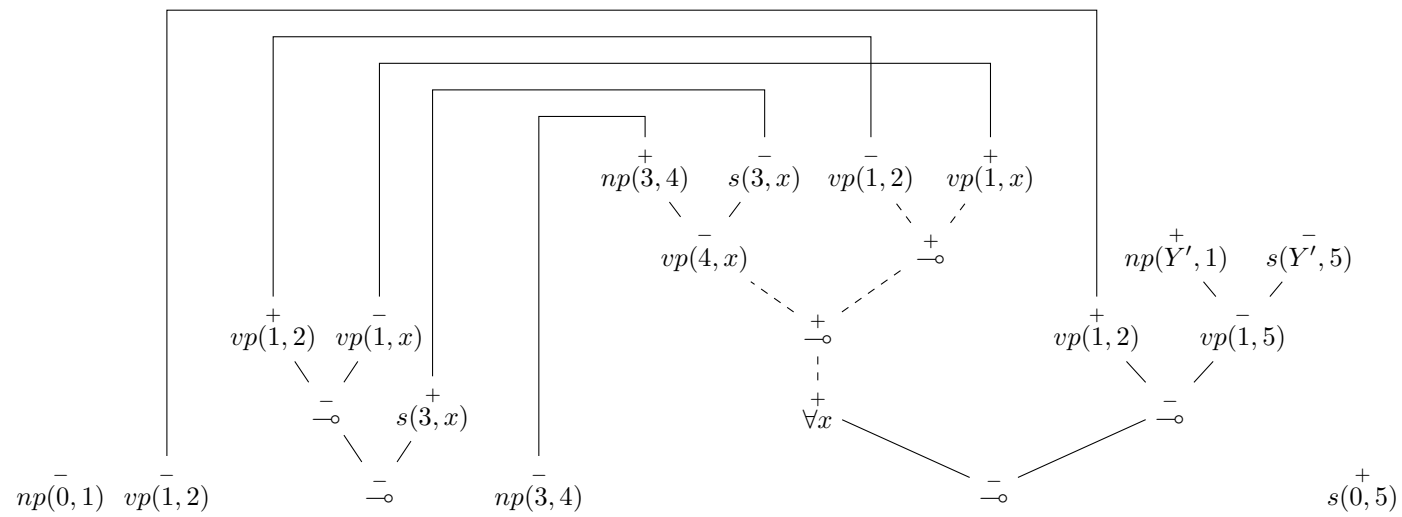 + − − +
np(3, 4) s(3, x) vp(1, 2) vp(1, x)
− + + −
vp(4, x) ⊸ np(Y′, 1) s(Y′, 5)
+ − + + −
vp(1, 2) vp(1, x) ⊸ vp(1, 2) vp(1, 5)
− + + −
⊸ s(3, x) ∀x ⊸
− − − − − +
np(0, 1) vp(1, 2) ⊸ np(3, 4) ⊸ s(0, 5)